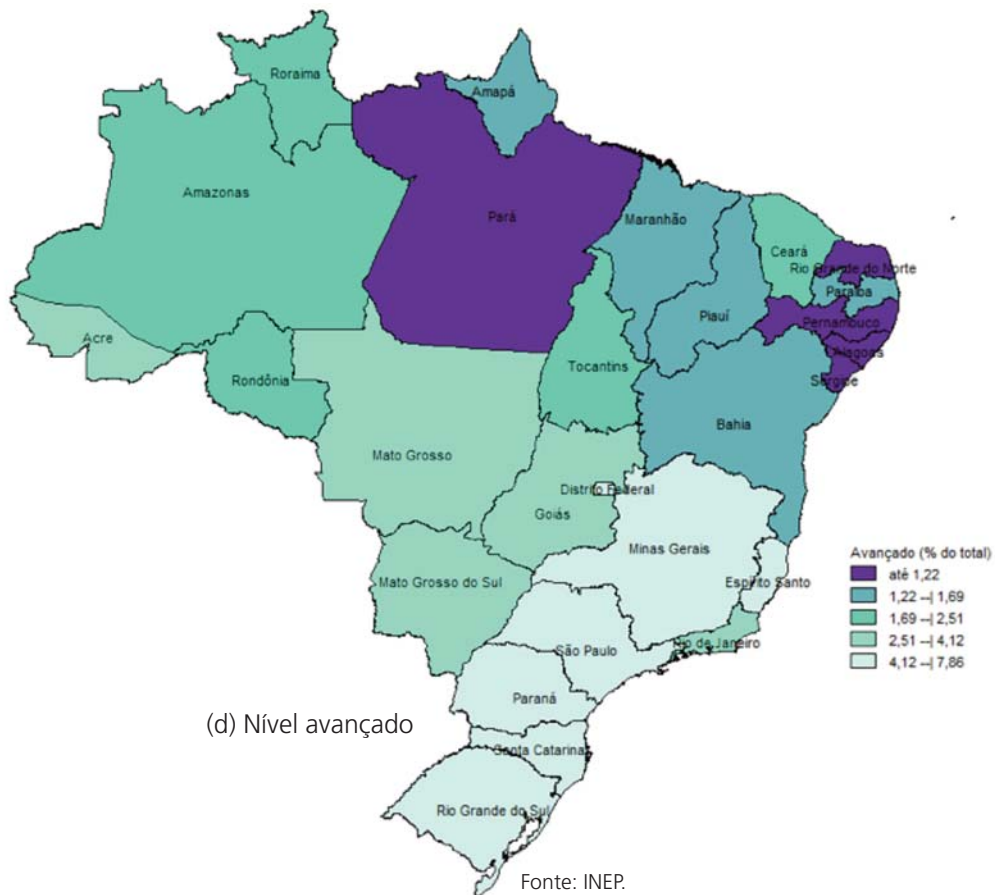 Roraima
Amapá
Amazonas
Pará
Maranhão
Ceará
Rio Grande do Norte
Paraíba
Piauí
Pernambuco
Acre
Alagoas
Rondônia
Tocantins
Sergipe
Bahia
Mato Grosso
Distrito Federal
Goiás
Minas Gerais
Mato Grosso do Sul
Espírito Santo
Rio de Janeiro
São Paulo
Paraná
Santa Catarina
Rio Grande do Sul
Avançado (% do total)
até 1,22
1,22 --| 1,69
1,69 --| 2,51
2,51 --| 4,12
4,12 --| 7,86
(d) Nível avançado
Fonte: INEP.